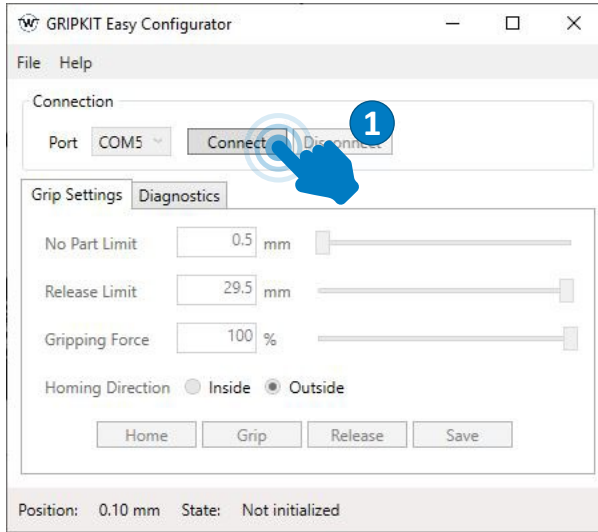 GRIPKIT Easy Configurator
File Help
Connection
Port COM5 Connect Disconnect
1
Grip Settings Diagnostics
No Part Limit 0.5 mm
Release Limit 29.5 mm
Gripping Force 100 %
Homing Direction Inside Outside
Home Grip Release Save
Position: 0.10 mm State: Not initialized